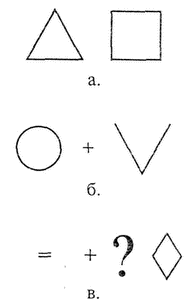 а.
+
б.
= + ?
в.